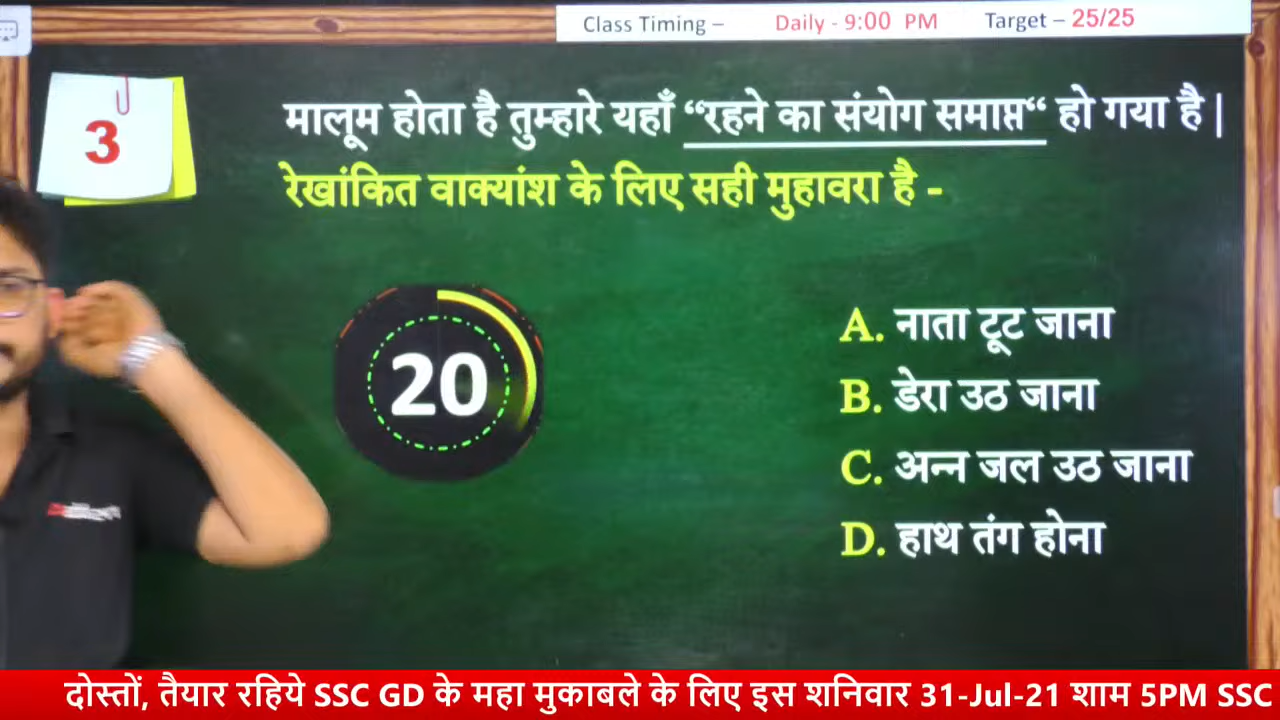 Class Timing – Daily - 9:00 PM Target – 25/25
3
मालूम होता है तुम्हारे यहाँ “रहने का संयोग समाप्त“ हो गया है |
रेखांकित वाक्यांश के लिए सही मुहावरा है -
20
A. नाता टूट जाना
B. डेरा उठ जाना
C. अन्न जल उठ जाना
D. हाथ तंग होना
दोस्तों, तैयार रहिये SSC GD के महा मुकाबले के लिए इस शनिवार 31-Jul-21 शाम 5PM SSC